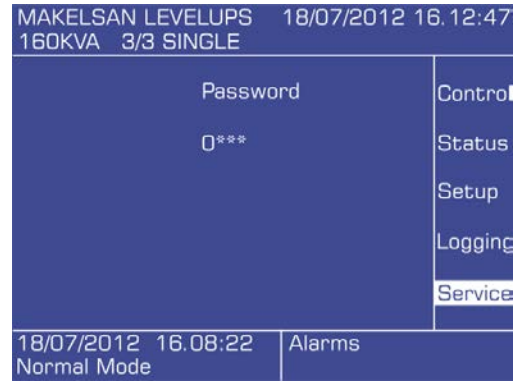 MAKELSAN LEVELUPS 18/07/2012 16.12:47
160KVA 3/3 SINGLE
Password
0***
Control
Status
Setup
Logging
Service
18/07/2012 16.08:22 Alarms
Normal Mode